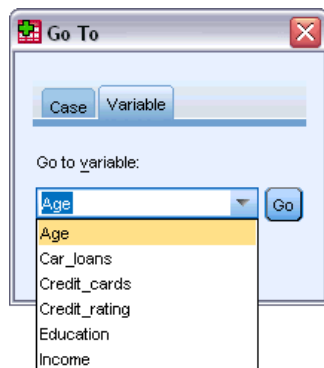 Go To
Case Variable
Go to variable:
Age Go
Age
Car_loans
Credit_cards
Credit_rating
Education
Income